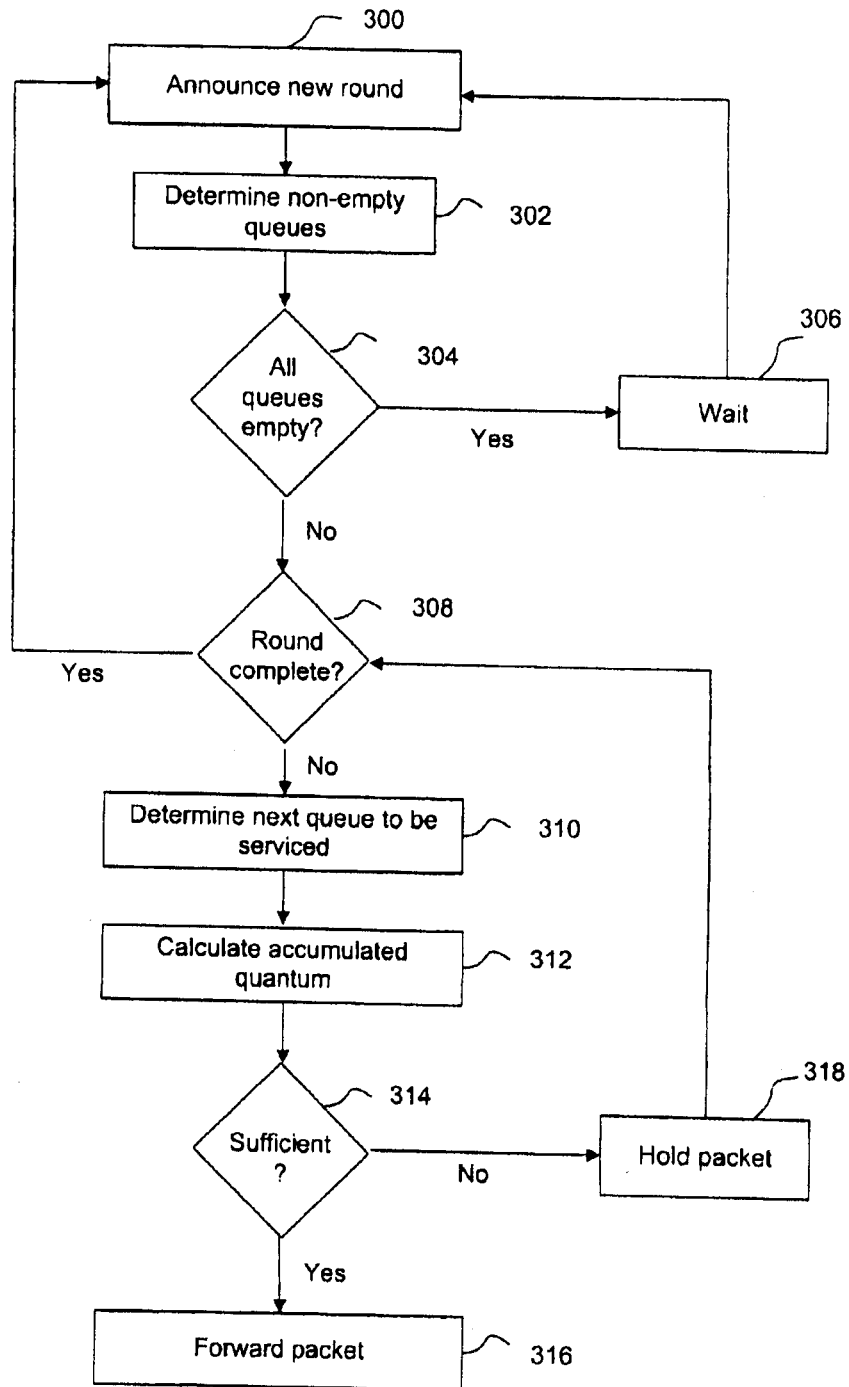 300
Announce new round
Determine non-empty
queues
302
304
All
queues
empty?
Yes
306
Wait
No
308
Round
complete?
Yes
No
Determine next queue to be
serviced
310
Calculate accumulated
quantum
312
314
Sufficient
?
No
318
Hold packet
Yes
Forward packet
316